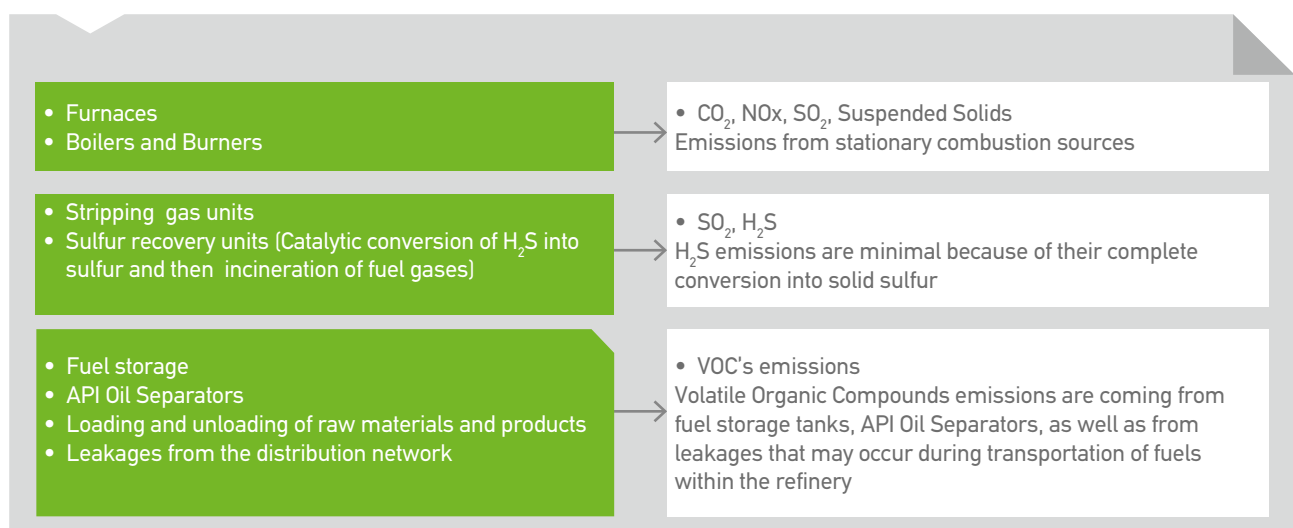 • Furnaces
• Boilers and Burners
• CO₂, NOx, SO₂, Suspended Solids
Emissions from stationary combustion sources
• Stripping gas units
• Sulfur recovery units (Catalytic conversion of H₂S into
sulfur and then incineration of fuel gases)
• SO₂, H₂S
H₂S emissions are minimal because of their complete
conversion into solid sulfur
• Fuel storage
• API Oil Separators
• Loading and unloading of raw materials and products
• Leakages from the distribution network
• VOC's emissions
Volatile Organic Compounds emissions are coming from
fuel storage tanks, API Oil Separators, as well as from
leakages that may occur during transportation of fuels
within the refinery